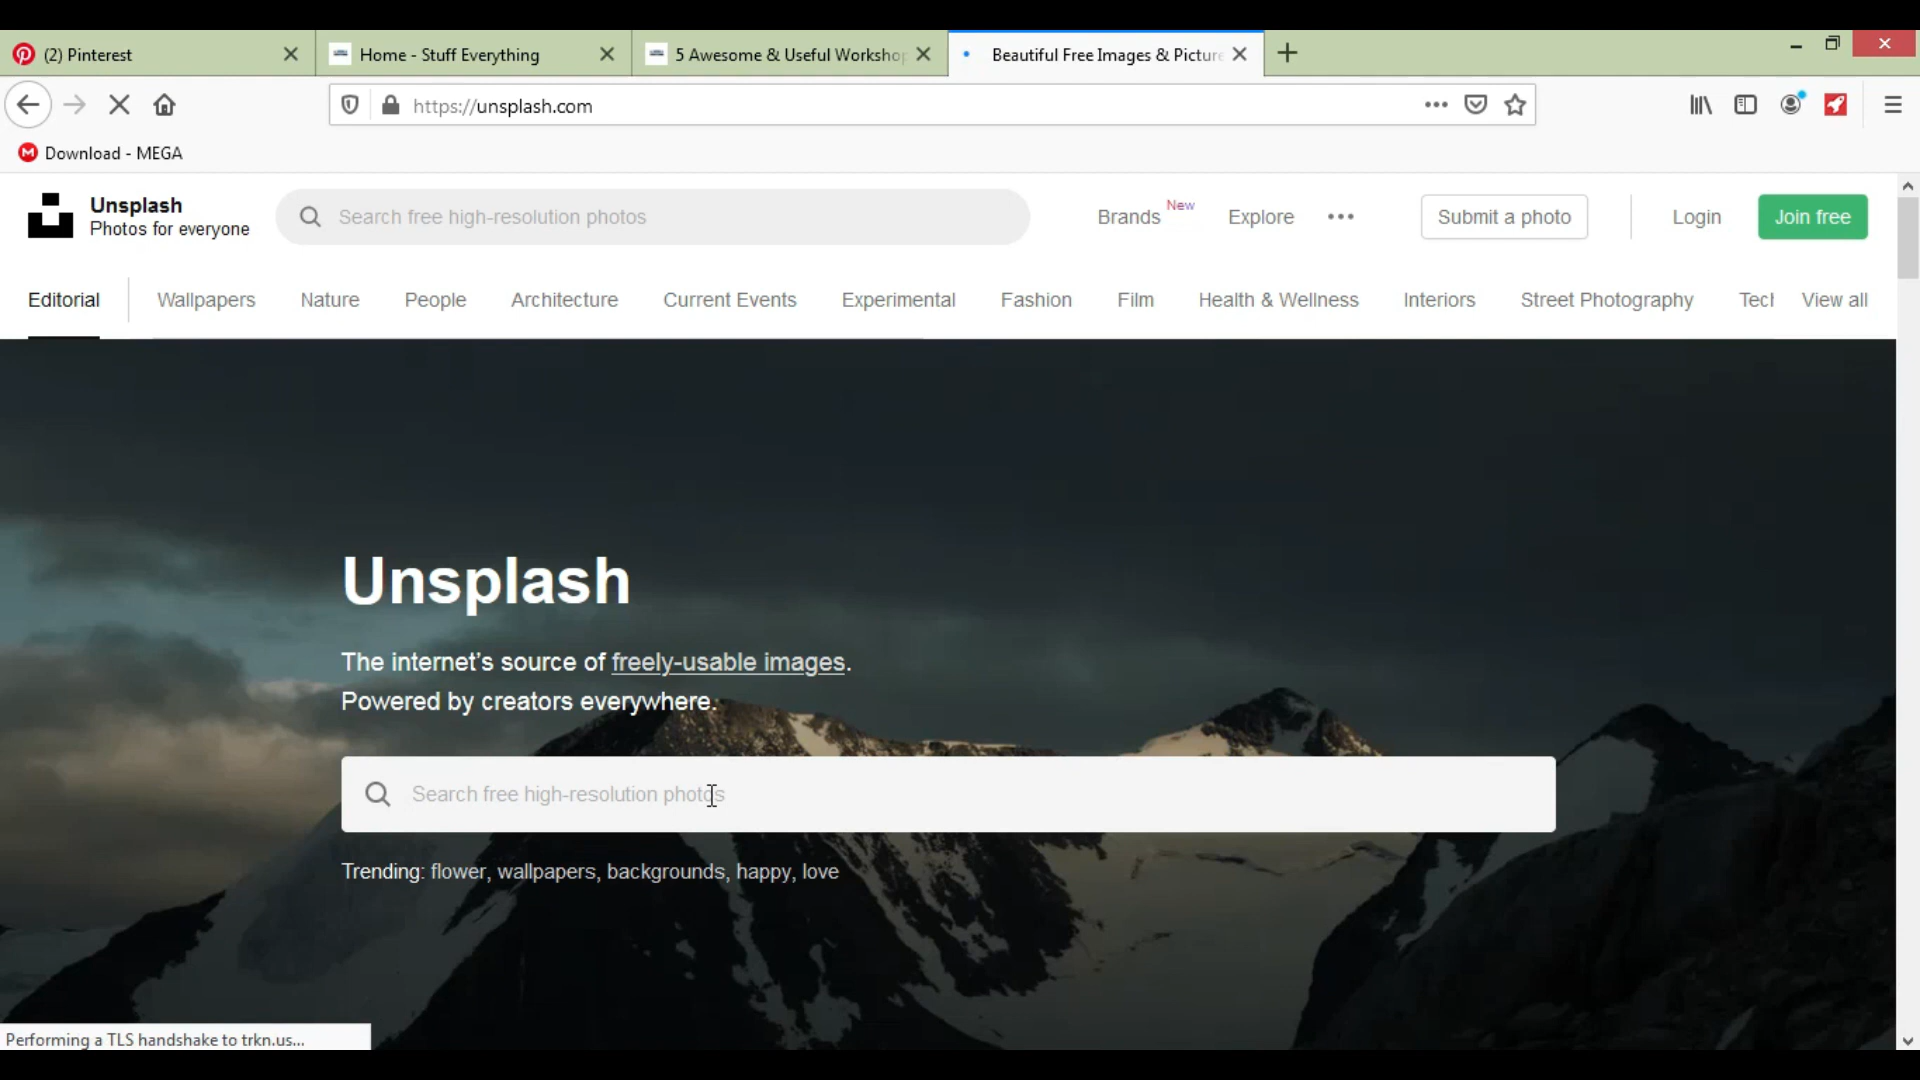 (2) Pinterest
Home - Stuff Everything
5 Awesome & Useful Workshop
Beautiful Free Images & Picture
https://unsplash.com
Download - MEGA
Unsplash
Photos for everyone
Search free high-resolution photos
Brands New
Explore
Submit a photo
Login
Join free
Editorial
Wallpapers
Nature
People
Architecture
Current Events
Experimental
Fashion
Film
Health & Wellness
Interiors
Street Photography
Tech
View all
Unsplash
The internet's source of freely-usable images.
Powered by creators everywhere.
Search free high-resolution photos
Trending: flower, wallpapers, backgrounds, happy, love
Performing a TLS handshake to trkn.us...